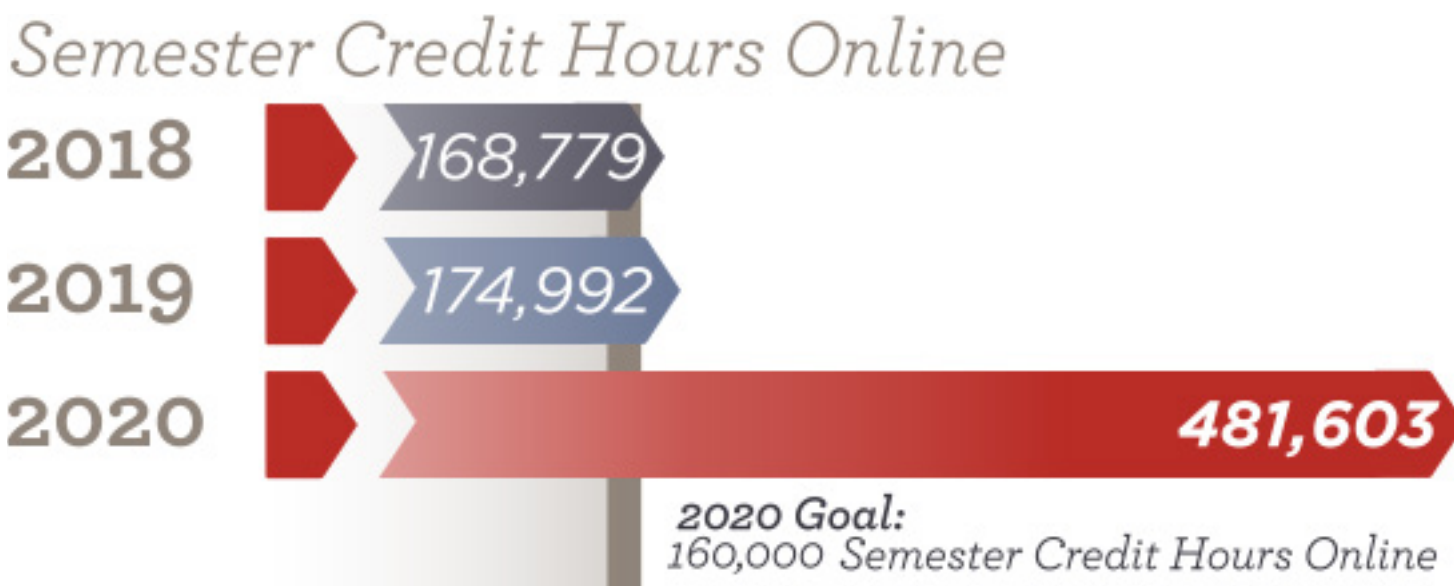 Semester Credit Hours Online
2018 168,779
2019 174,992
2020 481,603
2020 Goal:
160,000 Semester Credit Hours Online